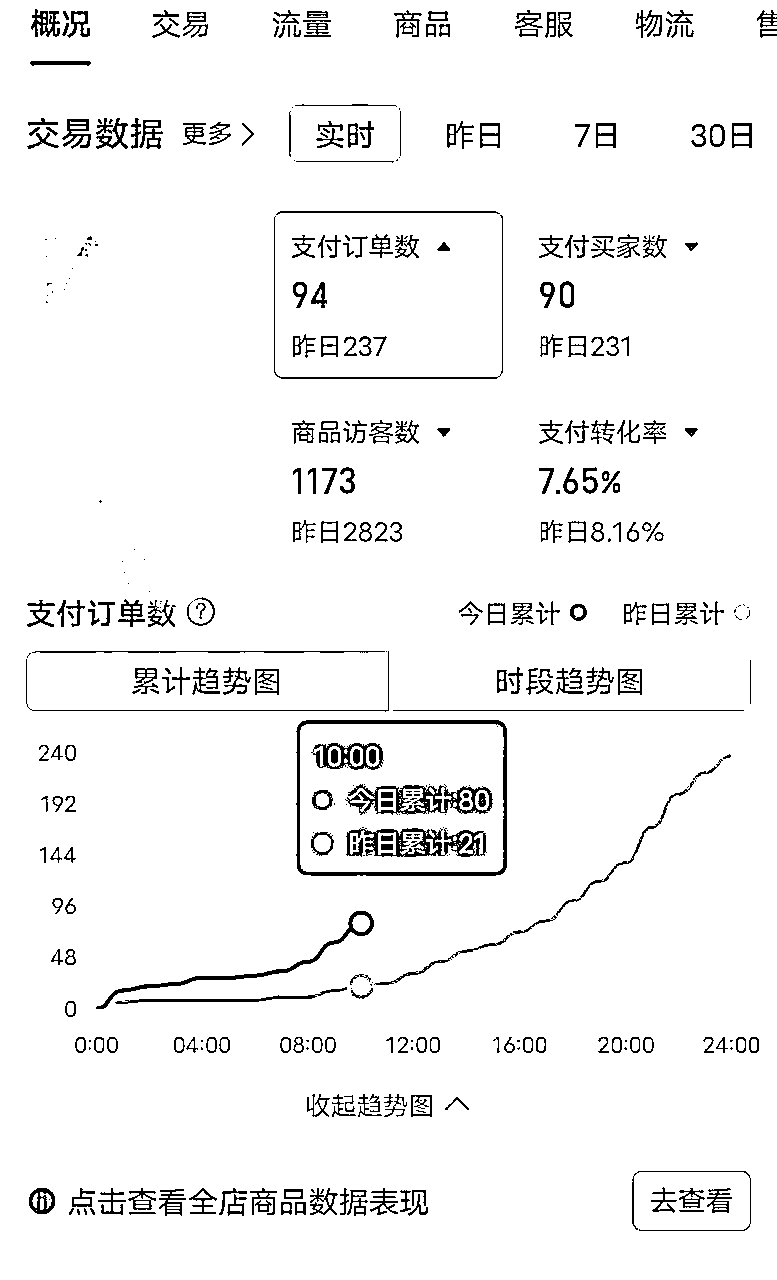 概况 交易 流量 商品 客服 物流
交易数据 更多 实时 昨日 7日 30日
支付订单数 支付买家数
94 90
昨日237 昨日231
商品访客数 支付转化率
1173 7.65%
昨日2823 昨日8.16%
支付订单数 ? 今日累计 昨日累计
累计趋势图 时段趋势图
10:00
今日累计:80
昨日累计:21
240
192
144
96
48
0
0:00 04:00 08:00 12:00 16:00 20:00 24:00
收起趋势图
点击查看全店商品数据表现 去查看